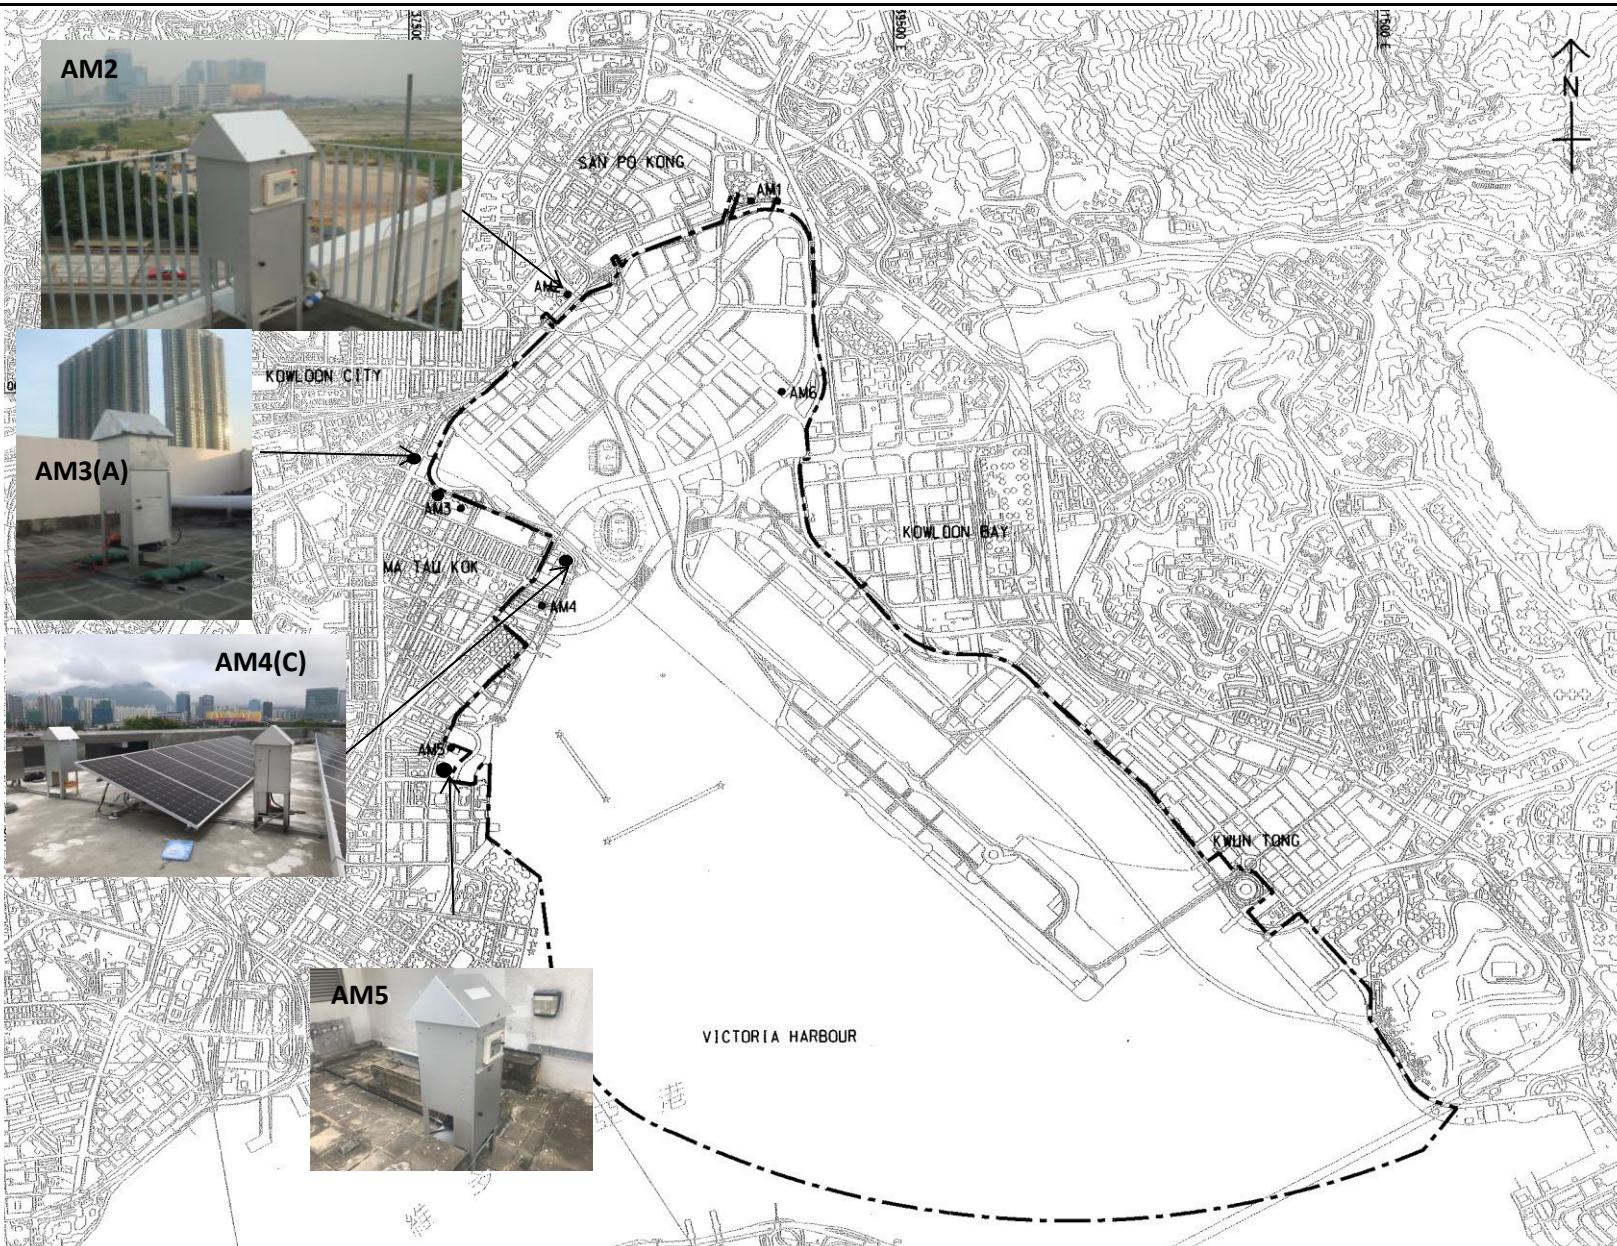 AM2
N
SAN PO KONG
AM1
AM2
KOWLOON CITY
AM6
AM3(A)
AM3
KOWLOON BAY
MA TAU KOK
AM4
AM4(C)
AM5
KWUN TONG
AM5
VICTORIA HARBOUR
港